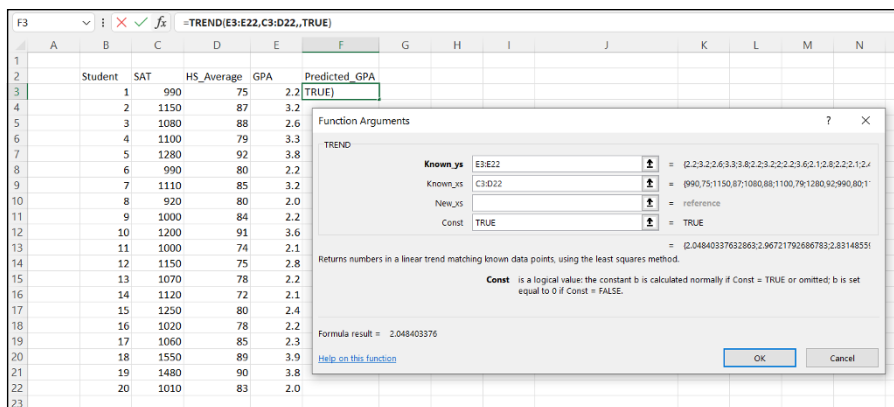 F3 fx =TREND(E3:E22,C3:D22,,TRUE)
A B C D E F G H I J K L M N
1
2 Student SAT HS_Average GPA Predicted_GPA
3 1 990 75 2.2 TRUE)
4 2 1150 87 3.2
5 3 1080 88 2.6
6 4 1100 79 3.3
7 5 1280 92 3.8
8 6 990 80 2.2
9 7 1110 85 3.2
10 8 920 80 2.0
11 9 1000 84 2.2
12 10 1200 91 3.6
13 11 1000 74 2.1
14 12 1150 75 2.8
15 13 1070 78 2.2
16 14 1120 72 2.1
17 15 1250 80 2.4
18 16 1020 78 2.2
19 17 1060 85 2.3
20 18 1550 89 3.9
21 19 1480 90 3.8
22 20 1010 83 2.0
23
Function Arguments ? ×
TREND
Known_ys E3:E22 = {2.2;3.2;2.6;3.3;3.8;2.2;3.2;2;2.2;3.6;2.1;2.8;2.2;2.1;2.4
Known_xs C3:D22 = {990,75;1150,87;1080,88;1100,79;1280,92;990,80;1
New_xs = reference
Const TRUE = TRUE
= {2.04840337632863;2.96721792686783;2.8314855
Returns numbers in a linear trend matching known data points, using the least squares method.
Const is a logical value: the constant b is calculated normally if Const = TRUE or omitted; b is set
equal to 0 if Const = FALSE.
Formula result = 2.048403376
Help on this function OK Cancel